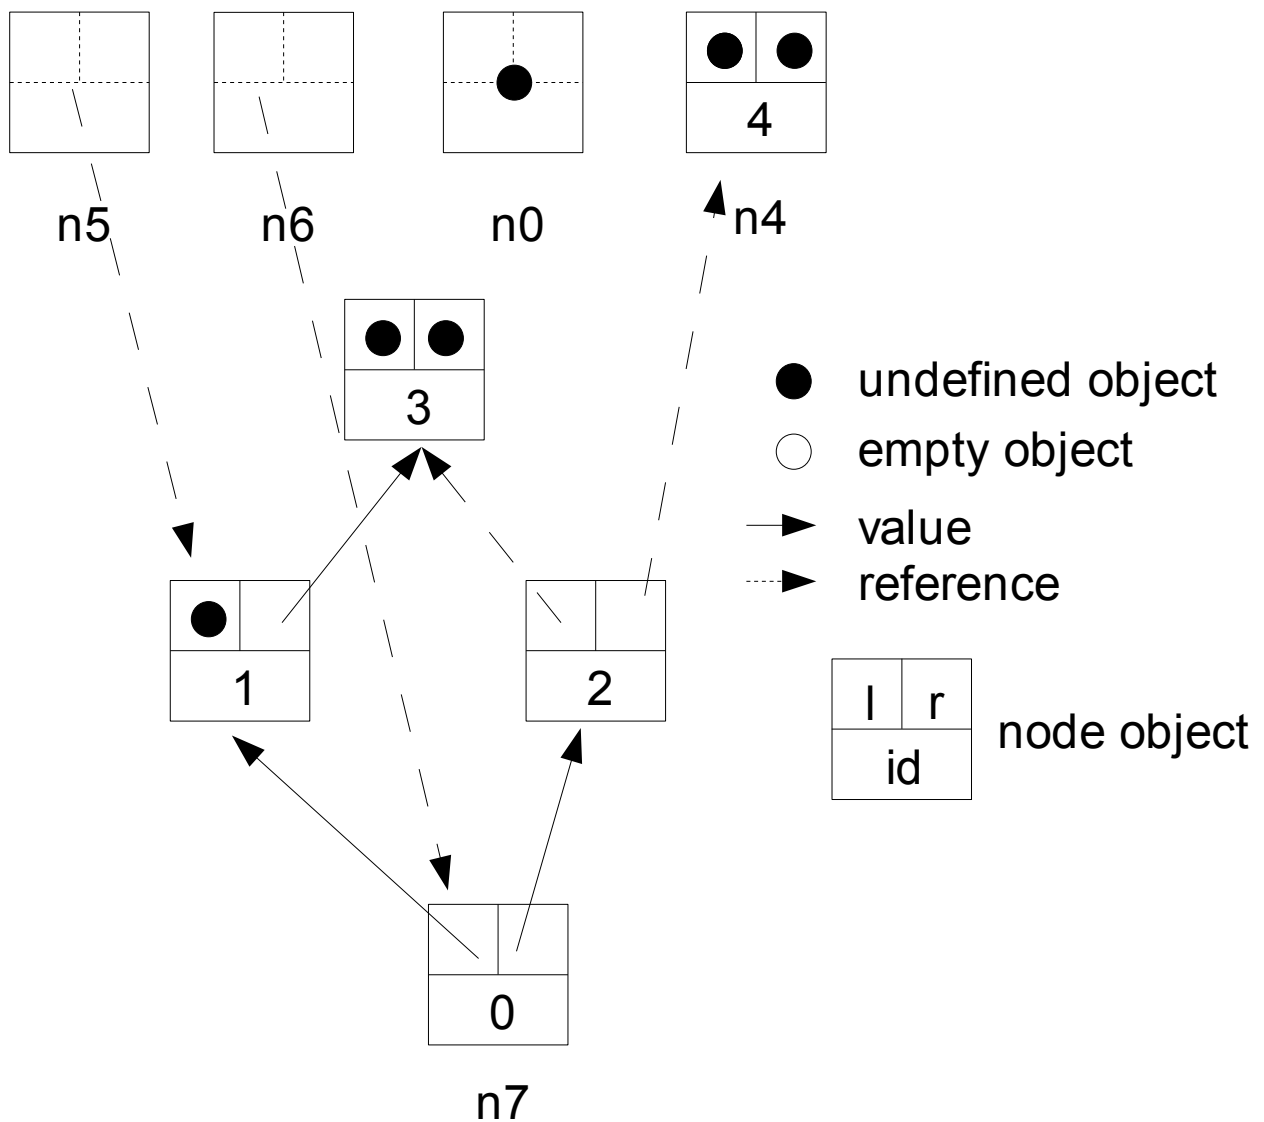 4
n5
n6
n0
n4
3
undefined object
empty object
value
reference
1
2
l r
id
node object
0
n7